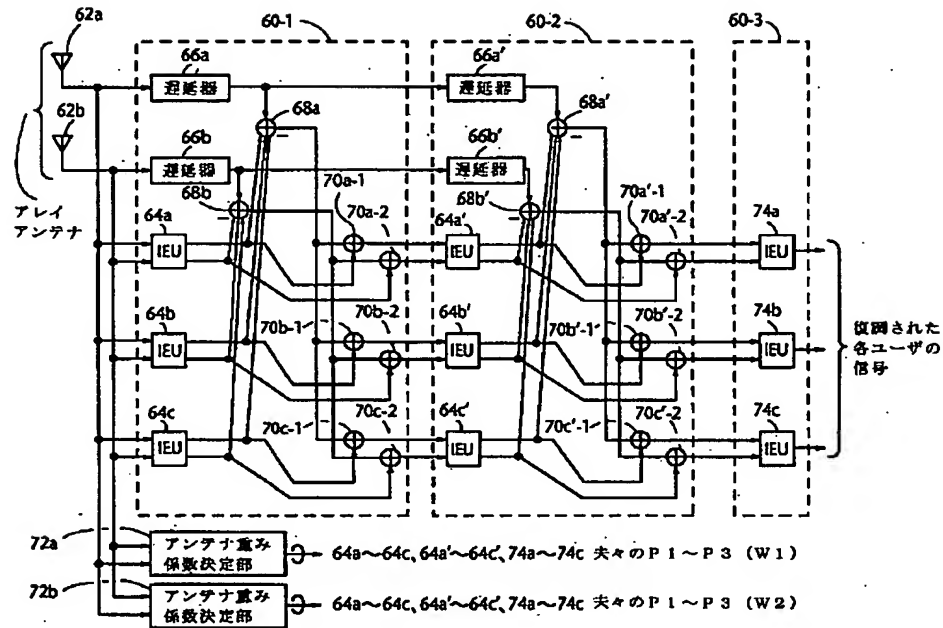 62a
60-1
60-2
60-3
66a
遅延器
66a'
遅延器
68a
68a'
62b
66b
遅延器
66b'
遅延器
アレイ
アンテナ
68b
70a-1
70a-2
68b'
70a'-1
70a'-2
64a
IEU
64a'
IEU
74a
IEU
64b
IEU
70b-1
70b-2
64b'
IEU
70b'-1
70b'-2
74b
IEU
復調された
各ユーザの
信号
64c
IEU
70c-1
70c-2
64c'
IEU
70c'-1
70c'-2
74c
IEU
72a
アンテナ重み
係数決定部
64a～64c、64a'～64c'、74a～74c 夫々のP1～P3 (W1)
72b
アンテナ重み
係数決定部
64a～64c、64a'～64c'、74a～74c 夫々のP1～P3 (W2)